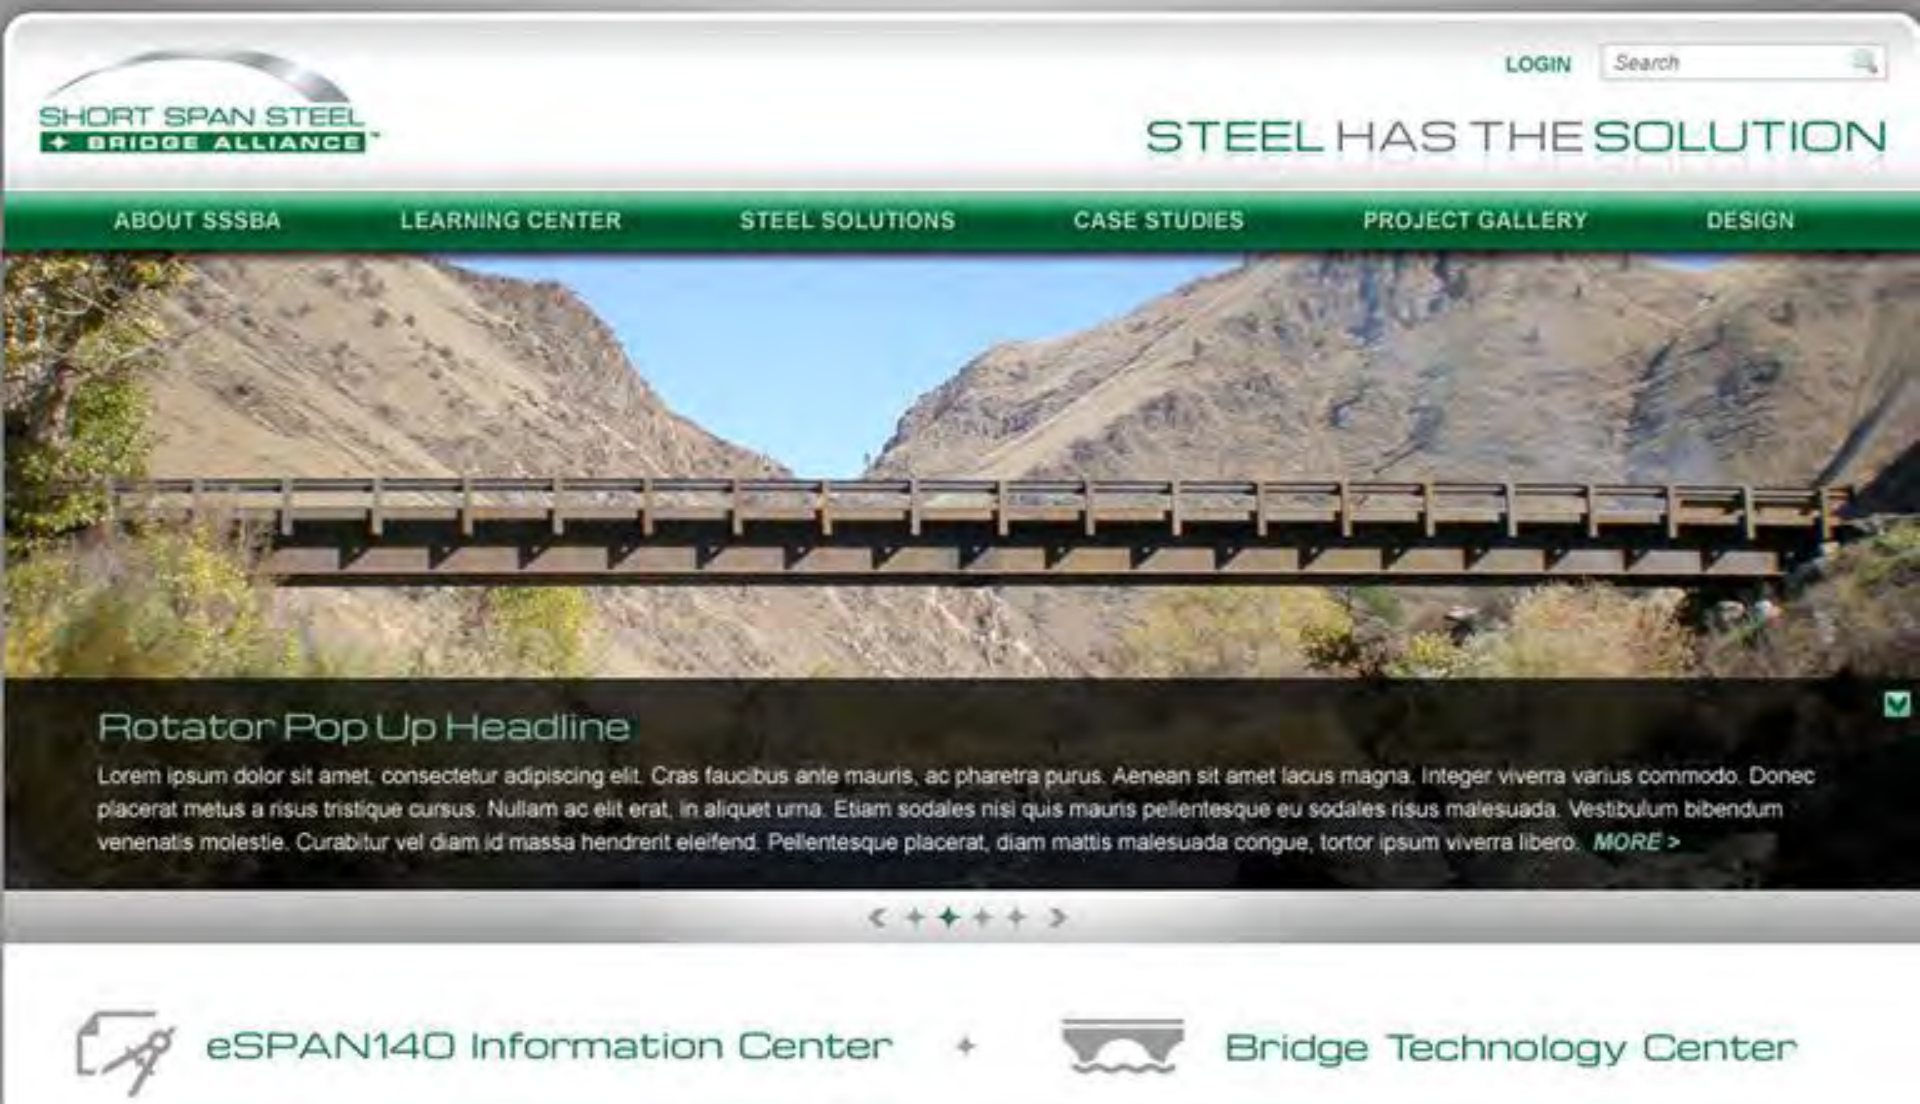 SHORT SPAN STEEL
BRIDGE ALLIANCE™
LOGIN
Search
STEEL HAS THE SOLUTION
ABOUT SSSBA
LEARNING CENTER
STEEL SOLUTIONS
CASE STUDIES
PROJECT GALLERY
DESIGN
Rotator Pop Up Headline
Lorem ipsum dolor sit amet, consectetur adipiscing elit. Cras faucibus ante mauris, ac pharetra purus. Aenean sit amet lacus magna. Integer viverra varius commodo. Donec
placerat metus a risus tristique cursus. Nullam ac elit erat, in aliquet urna. Etiam sodales nisi quis mauris pellentesque eu sodales risus malesuada. Vestibulum bibendum
venenatis molestie. Curabitur vel diam id massa hendrerit eleifend. Pellentesque placerat, diam mattis malesuada congue, tortor ipsum viverra libero. MORE >
eSPAN140 Information Center
Bridge Technology Center